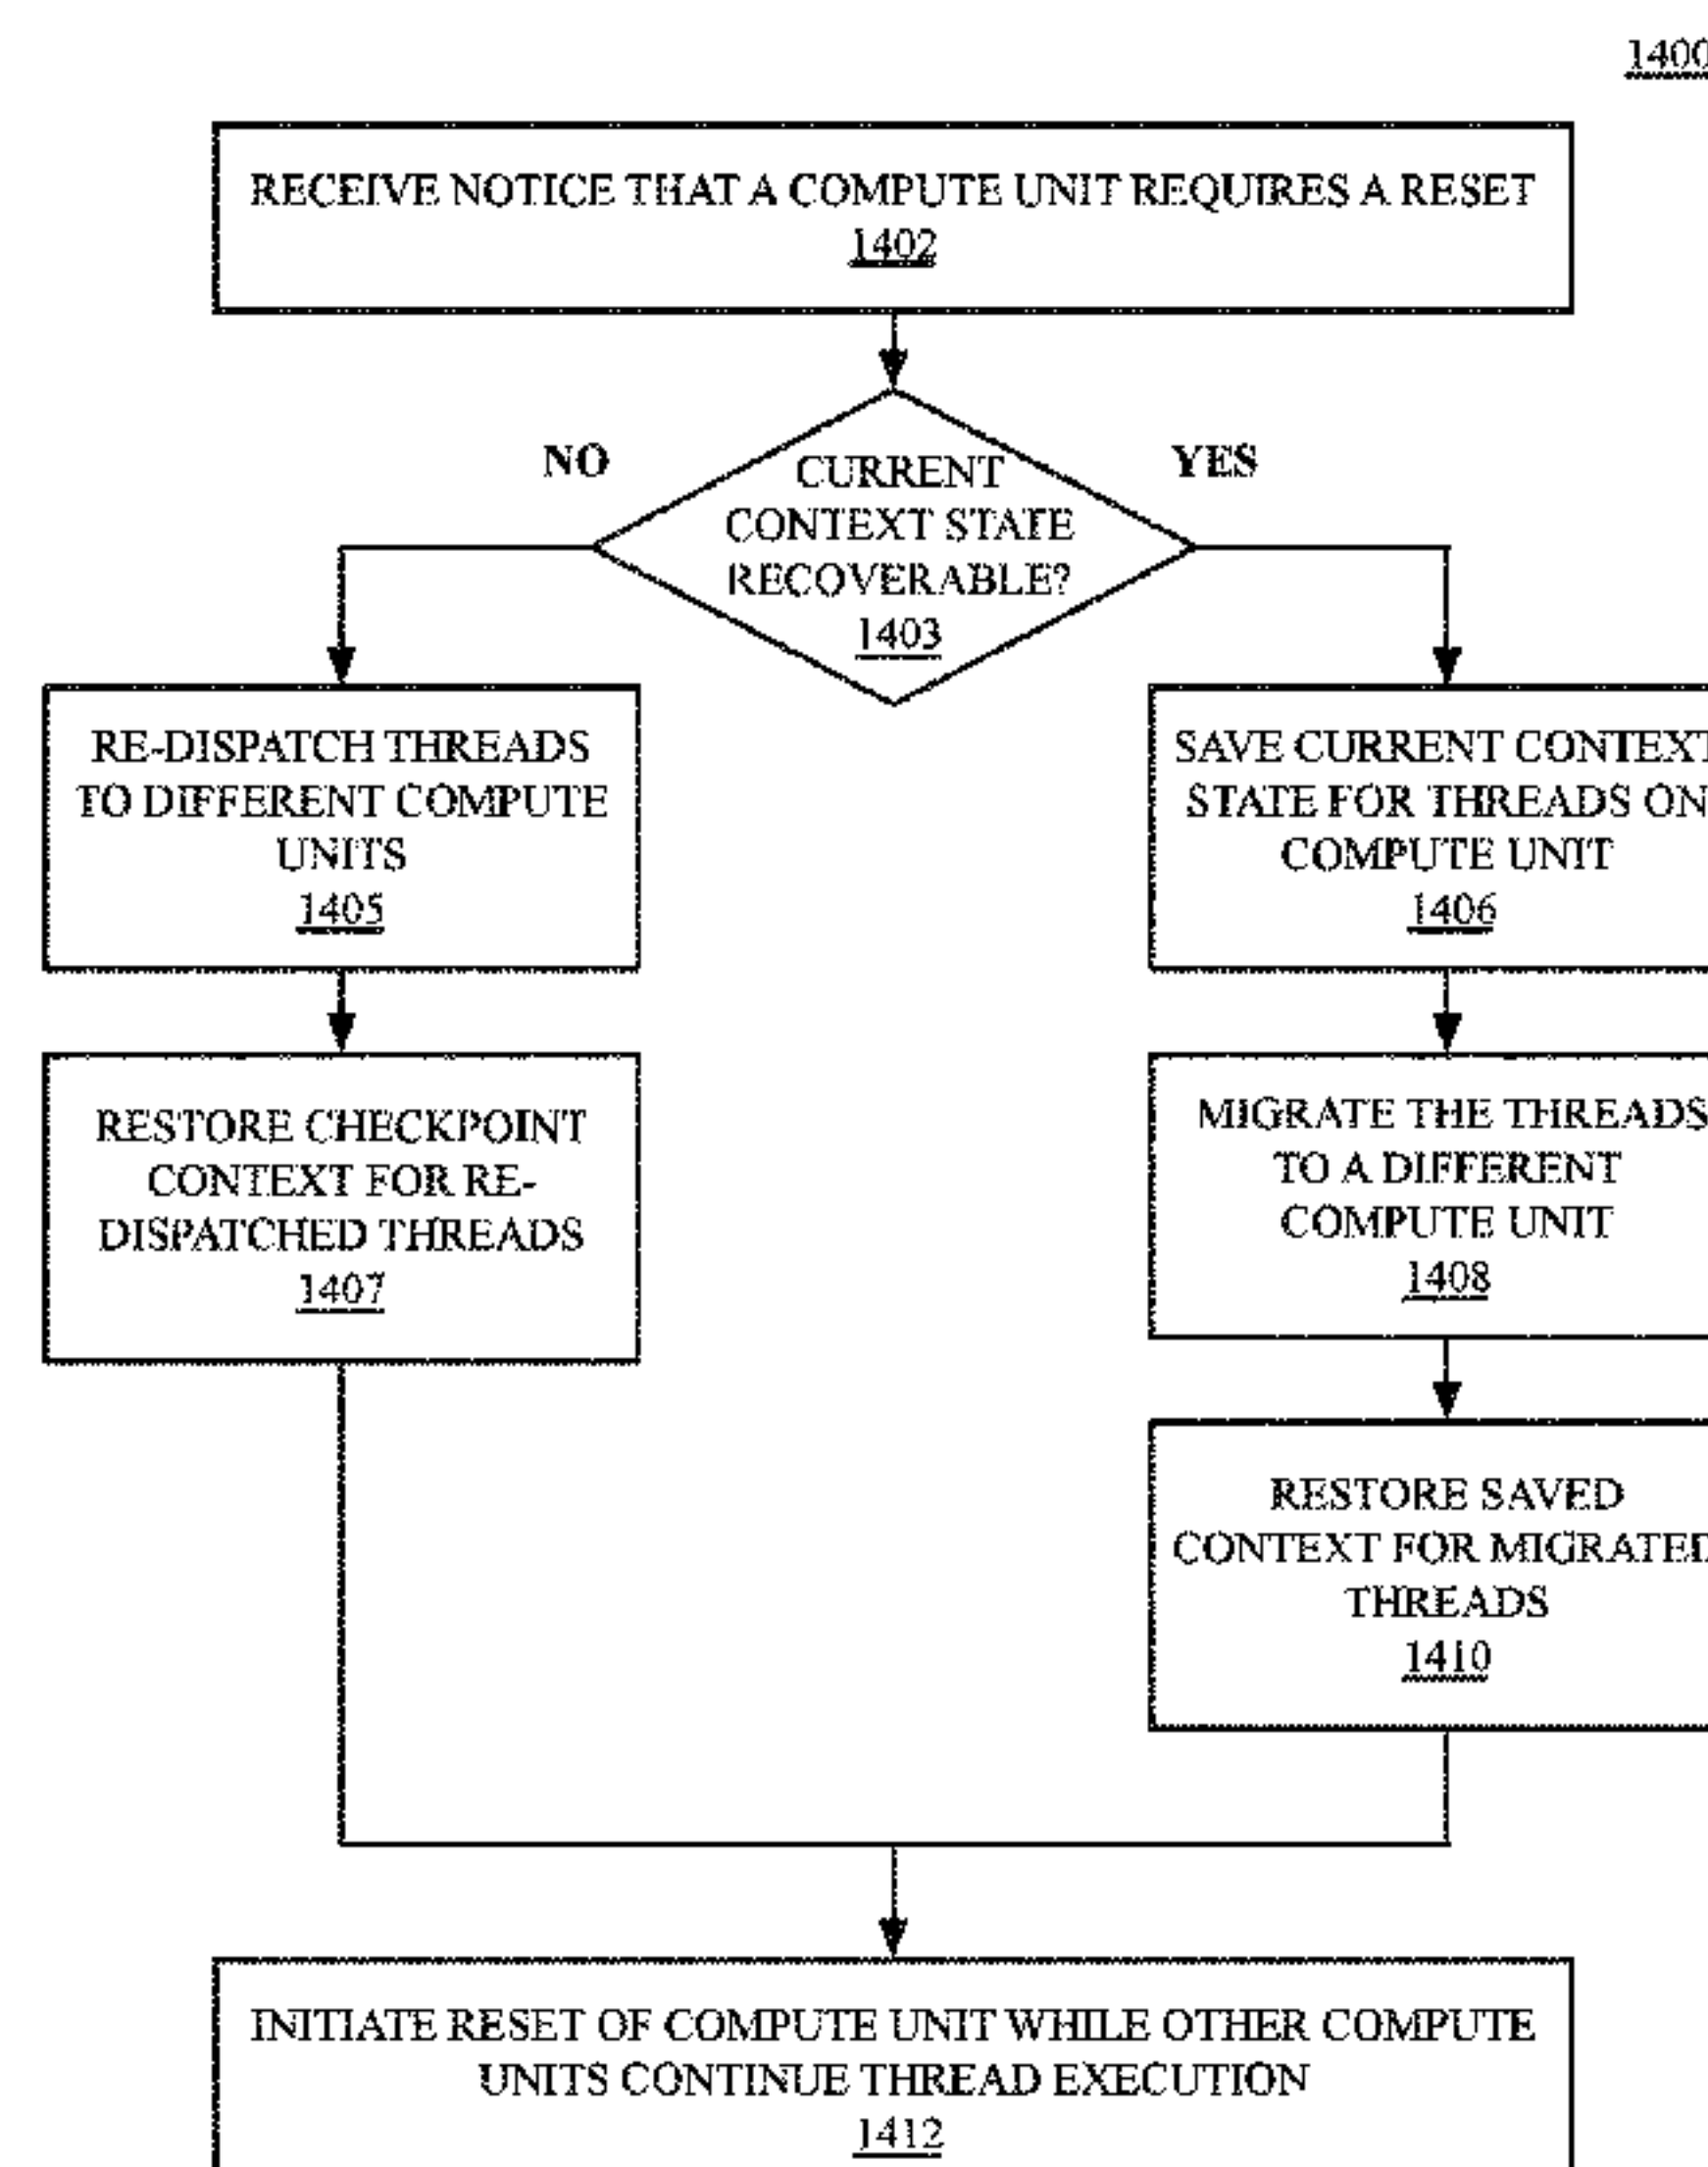 1400
RECEIVE NOTICE THAT A COMPUTE UNIT REQUIRES A RESET
1402
NO
YES
CURRENT
CONTEXT STATE
RECOVERABLE?
1403
RE-DISPATCH THREADS
TO DIFFERENT COMPUTE
UNITS
1405
SAVE CURRENT CONTEXT
STATE FOR THREADS ON
COMPUTE UNIT
1406
RESTORE CHECKPOINT
CONTEXT FOR RE-
DISPATCHED THREADS
1407
MIGRATE THE THREADS
TO A DIFFERENT
COMPUTE UNIT
1408
RESTORE SAVED
CONTEXT FOR MIGRATED
THREADS
1410
INITIATE RESET OF COMPUTE UNIT WHILE OTHER COMPUTE
UNITS CONTINUE THREAD EXECUTION
1412